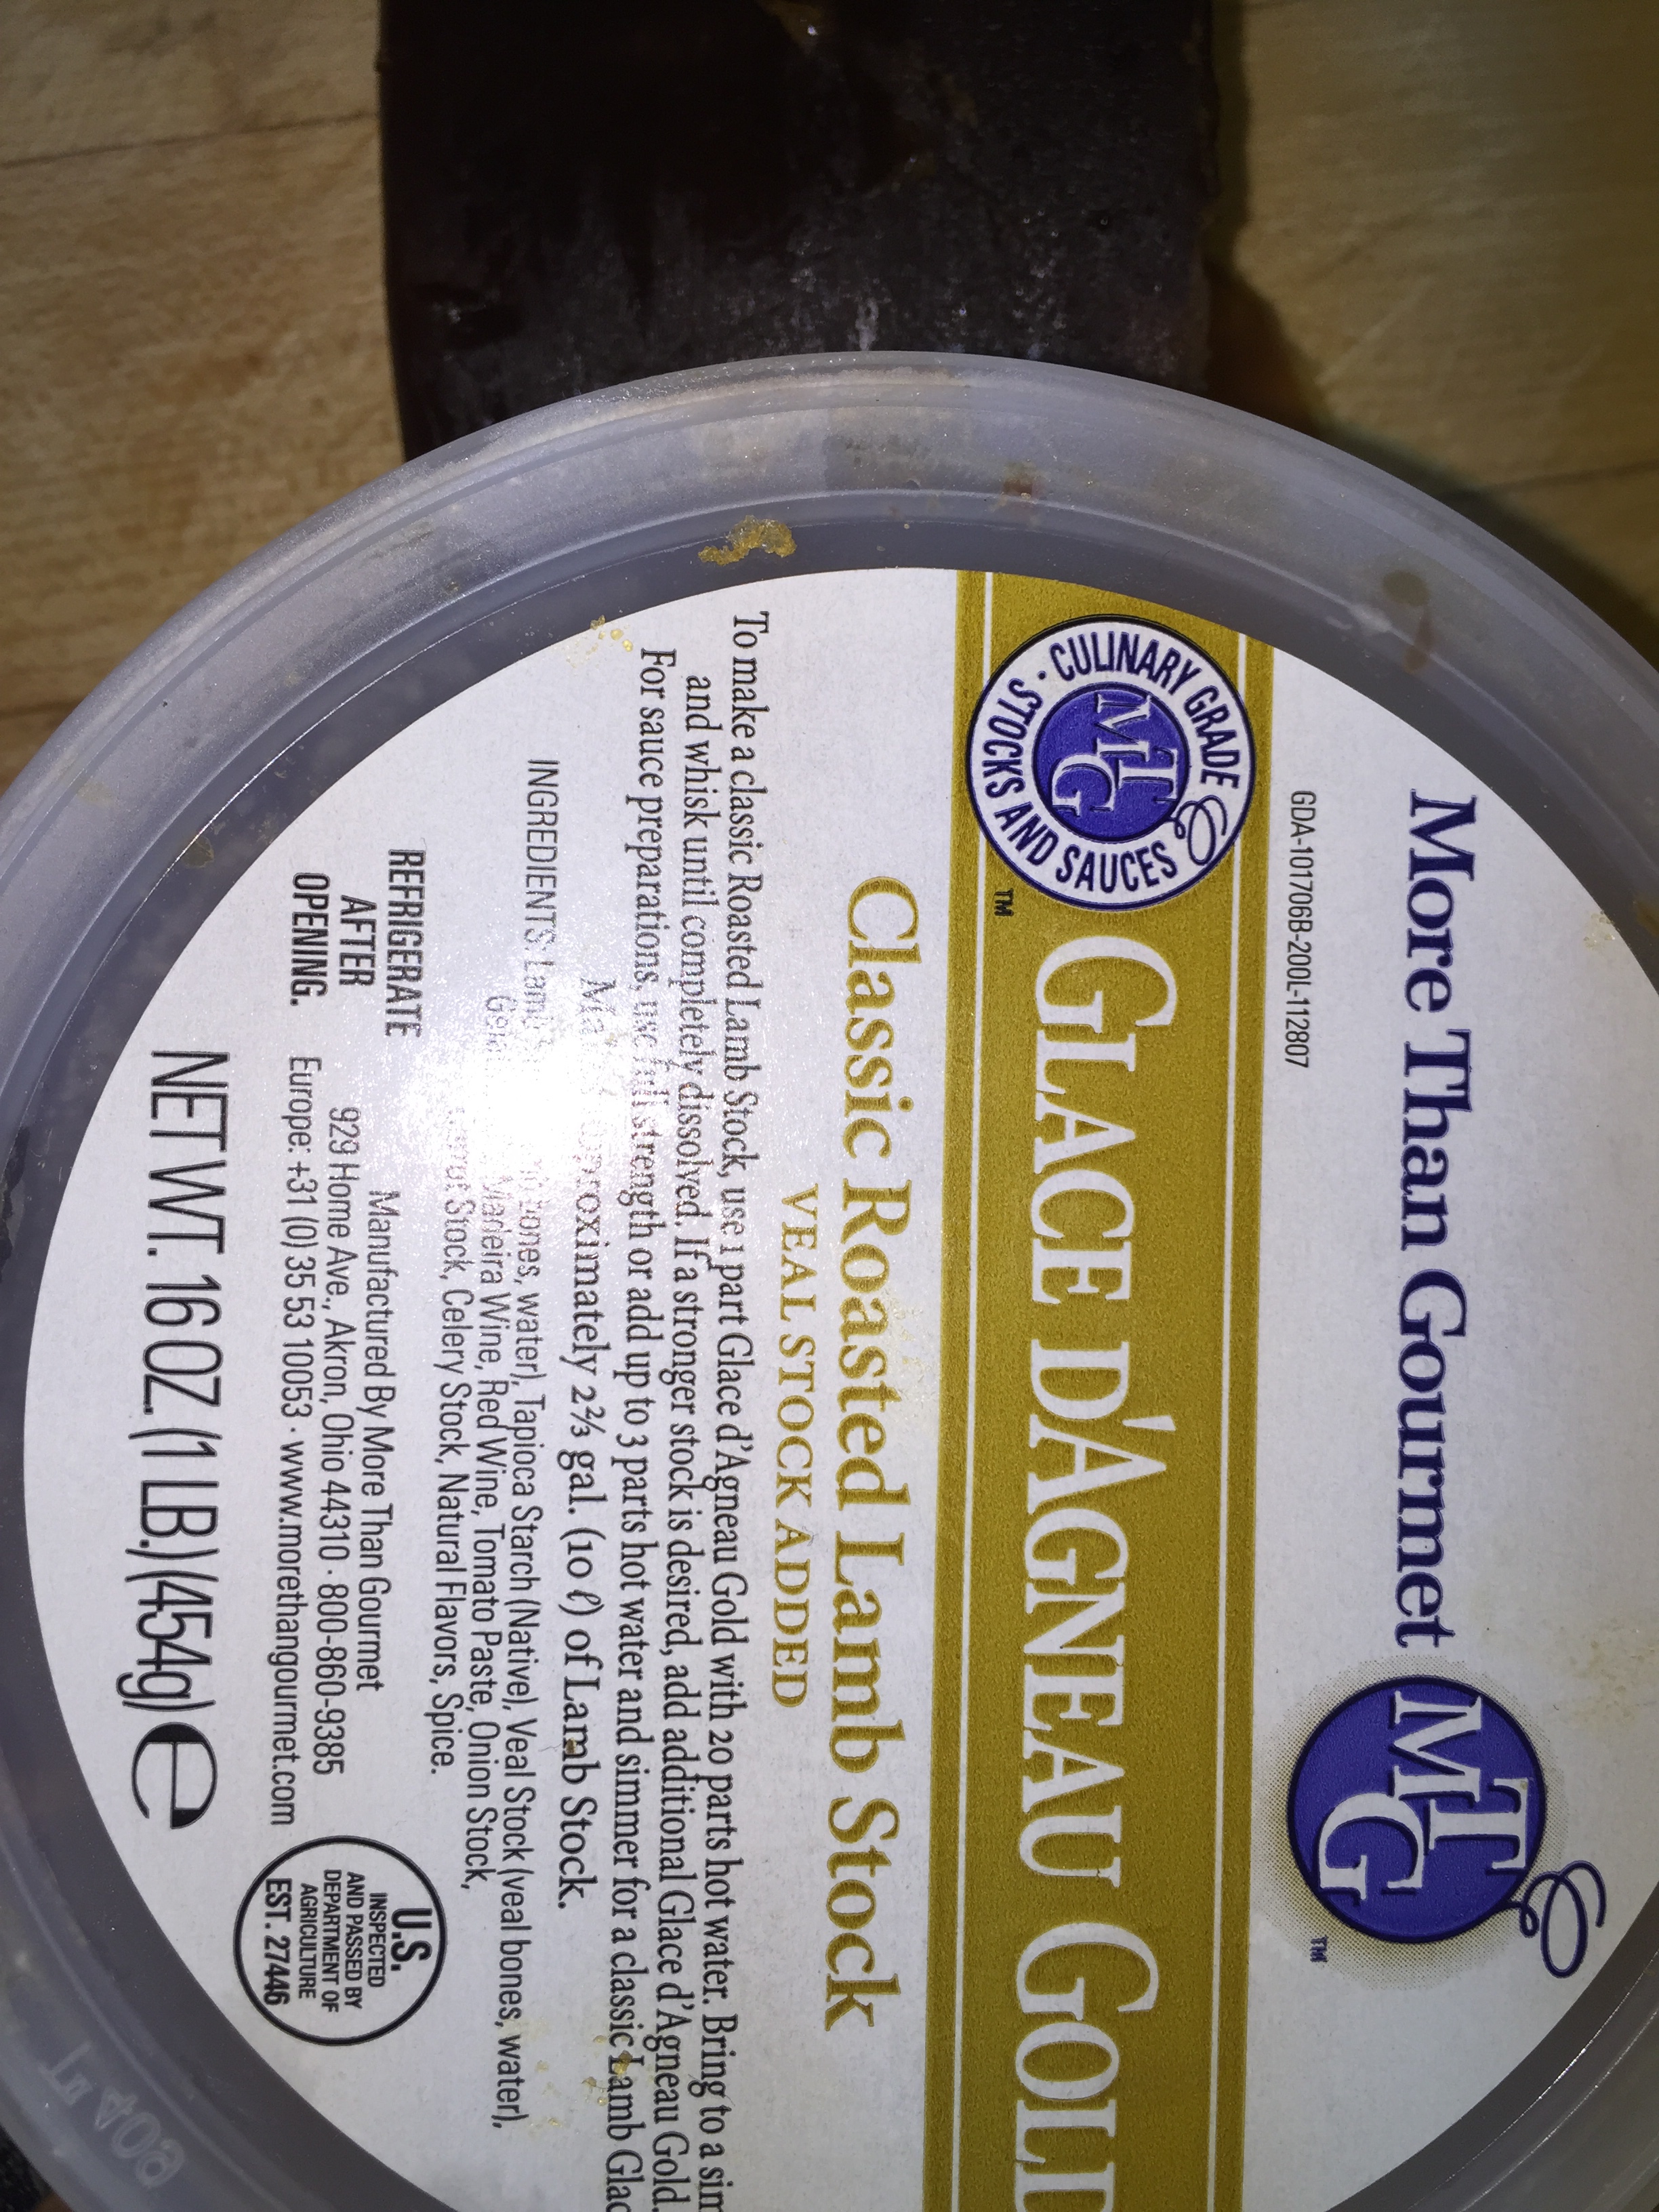 More Than Gourmet
MTG
TM
GDA-101706B-200L-112807
CULINARY GRADE
STOCKS AND SAUCES
MTG
TM
GLACE D'AGNEAU GOLD
Classic Roasted Lamb Stock
VEAL STOCK ADDED
To make a classic Roasted Lamb Stock, use 1 part Glace d'Agneau Gold with 20 parts hot water. Bring to a
and whisk until completely dissolved. If a stronger stock is desired, add additional Glace d'Agneau Gold.
For sauce preparations, use full strength or add up to 3 parts hot water and simmer for a classic Lamb
approximately 2⅔ gal. (10 ℓ) of Lamb Stock.
INGREDIENTS: Lamb bones, water), Tapioca Starch (Native), Veal Stock (veal bones, water),
Madeira Wine, Red Wine, Tomato Paste, Onion Stock,
Stock, Celery Stock, Natural Flavors, Spice.
REFRIGERATE
AFTER
OPENING.
Manufactured By More Than Gourmet
929 Home Ave., Akron, Ohio 44310 · 800-860-9385
Europe: +31 (0) 35 53 10053 · www.morethangourmet.com
U.S.
INSPECTED
AND PASSED BY
DEPARTMENT OF
AGRICULTURE
EST. 27446
NET WT. 16 OZ. (1 LB.) (454g) e